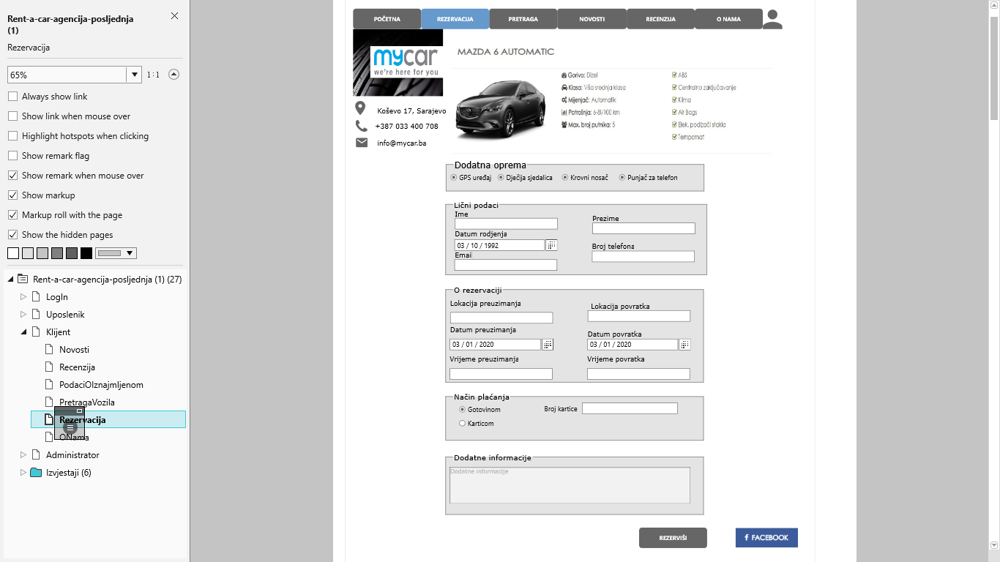 Rent-a-car-agencija-posljednja
(1)
Rezervacija
65%
1:1
Always show link
Show link when mouse over
Highlight hotspots when clicking
Show remark flag
Show remark when mouse over
Show markup
Markup roll with the page
Show the hidden pages
Rent-a-car-agencija-posljednja (1) (27)
LogIn
Uposlenik
Klijent
Novosti
Recenzija
PodaciOIznajmljenom
PretragaVozila
Rezervacija
ONama
Administrator
Izvjestaji (6)
POČETNA
REZERVACIJA
PRETRAGA
NOVOSTI
RECENZIJA
O NAMA
mycar
we're here for you
Koševo 17, Sarajevo
+387 033 400 708
info@mycar.ba
MAZDA 6 AUTOMATIC
Gorivo: Dizel
Klasa: Viša srednja klasa
Mjenjač: Automatik
Potrošnja: 6-8l/100 km
Max. broj putnika: 5
ABS
Centralno zaključavanje
Klima
Air Bags
Elek. podizači stakla
Tempomat
Dodatna oprema
GPS uređaj
Dječija sjedalica
Krovni nosač
Punjač za telefon
Lični podaci
Ime
Prezime
Datum rodjenja
03 / 10 / 1992
Broj telefona
Email
O rezervaciji
Lokacija preuzimanja
Lokacija povratka
Datum preuzimanja
03 / 01 / 2020
Datum povratka
03 / 01 / 2020
Vrijeme preuzimanja
Vrijeme povratka
Način plaćanja
Gotovinom
Broj kartice
Karticom
Dodatne informacije
Dodatne informacije
REZERVIŠI
f FACEBOOK